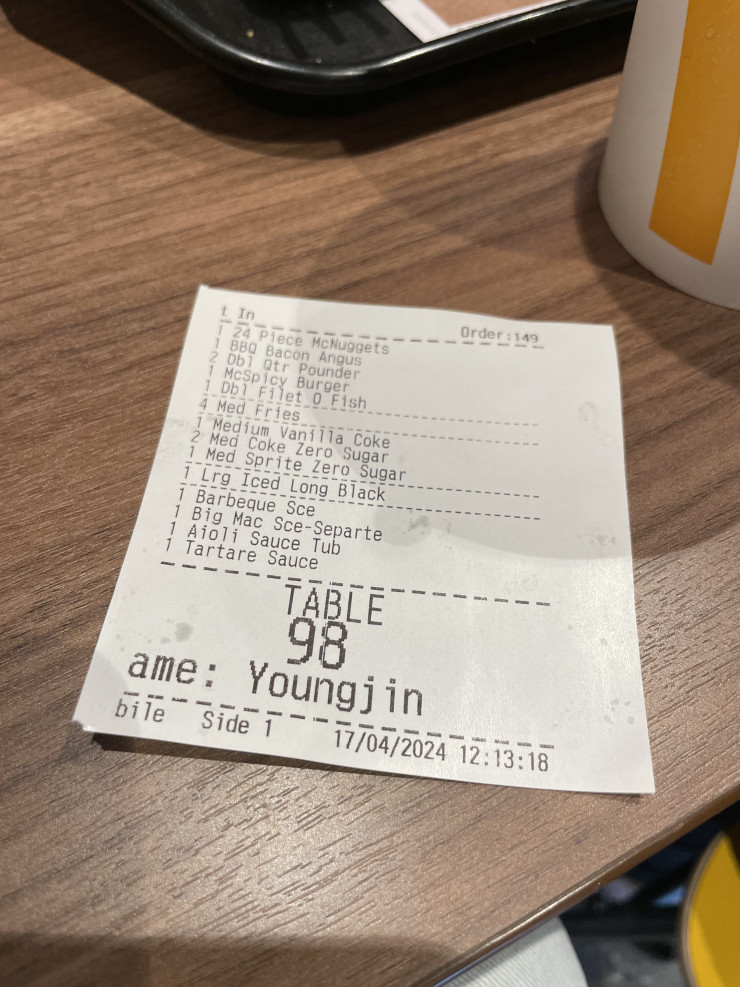 t In
Order:149
1 24 Piece McNuggets
1 BBQ Bacon Angus
2 Dbl Qtr Pounder
1 McSpicy Burger
1 Dbl Filet O Fish
4 Med Fries
1 Medium Vanilla Coke
2 Med Coke Zero Sugar
1 Med Sprite Zero Sugar
1 Lrg Iced Long Black
1 Barbeque Sce
1 Big Mac Sce-Separte
1 Aioli Sauce Tub
1 Tartare Sauce
TABLE
98
ame: Youngjin
bile Side 1 17/04/2024 12:13:18